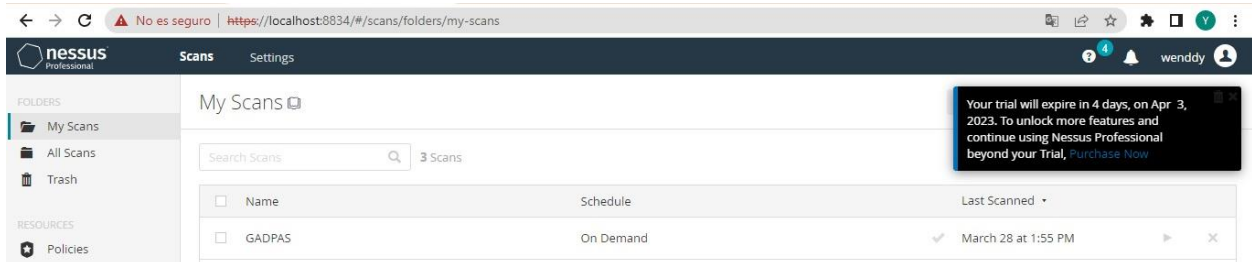 No es seguro | https://localhost:8834/#/scans/folders/my-scans
Y
nessus Professional
Scans Settings
4
wenddy
FOLDERS
My Scans
All Scans
Trash
RESOURCES
Policies
My Scans
Your trial will expire in 4 days, on Apr 3,
2023. To unlock more features and
continue using Nessus Professional
beyond your Trial, Purchase Now
Search Scans 3 Scans
Name Schedule Last Scanned
GADPAS On Demand March 28 at 1:55 PM